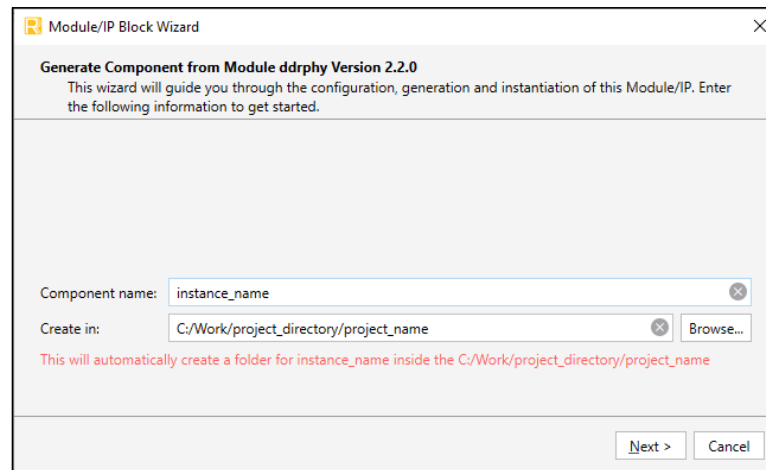 Module/IP Block Wizard
Generate Component from Module ddrphy Version 2.2.0
This wizard will guide you through the configuration, generation and instantiation of this Module/IP. Enter
the following information to get started.
Component name: instance_name
Create in: C:/Work/project_directory/project_name Browse...
This will automatically create a folder for instance_name inside the C:/Work/project_directory/project_name
Next > Cancel